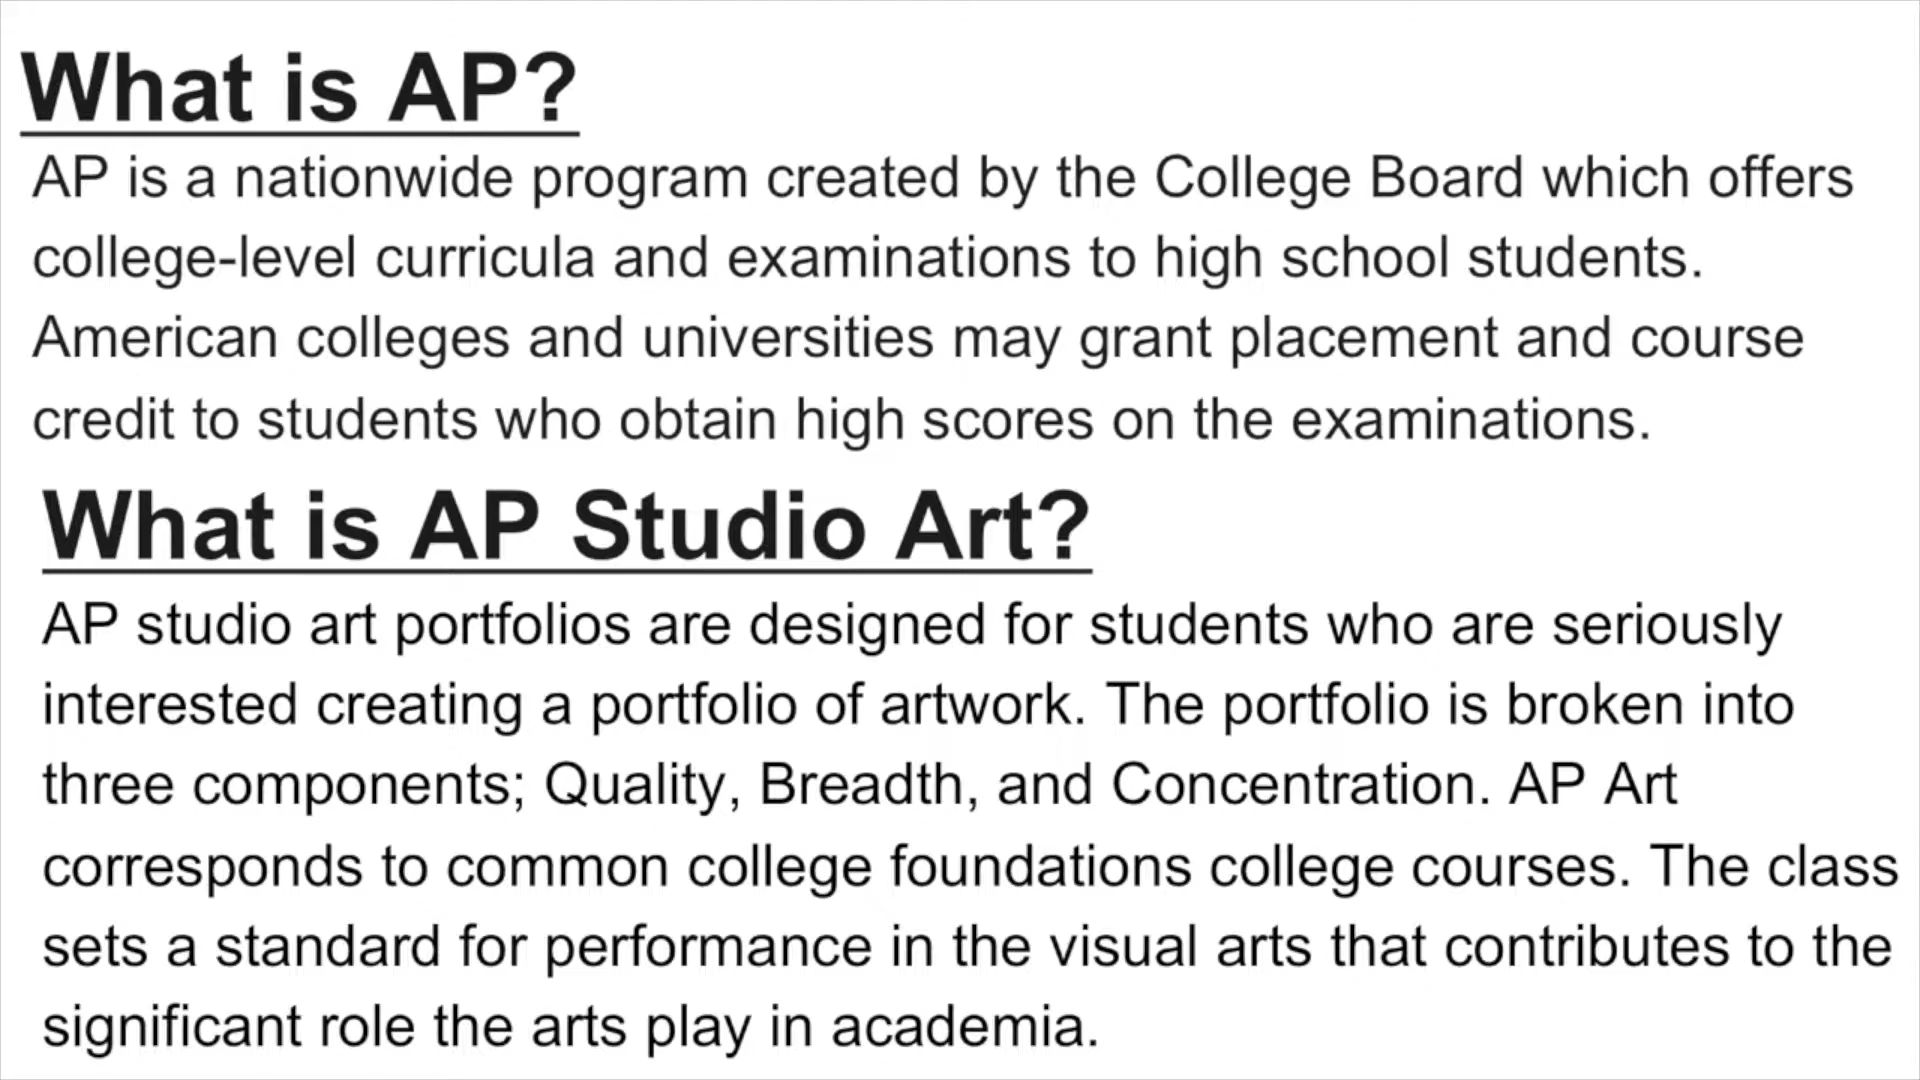 What is AP?
AP is a nationwide program created by the College Board which offers
college-level curricula and examinations to high school students.
American colleges and universities may grant placement and course
credit to students who obtain high scores on the examinations.
What is AP Studio Art?
AP studio art portfolios are designed for students who are seriously
interested creating a portfolio of artwork. The portfolio is broken into
three components; Quality, Breadth, and Concentration. AP Art
corresponds to common college foundations college courses. The class
sets a standard for performance in the visual arts that contributes to the
significant role the arts play in academia.